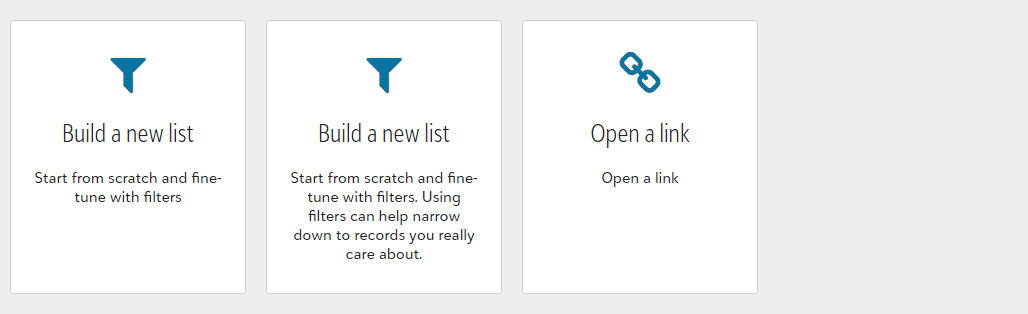 Build a new list
Start from scratch and fine-
tune with filters
Build a new list
Start from scratch and fine-
tune with filters. Using
filters can help narrow
down to records you really
care about.
Open a link
Open a link